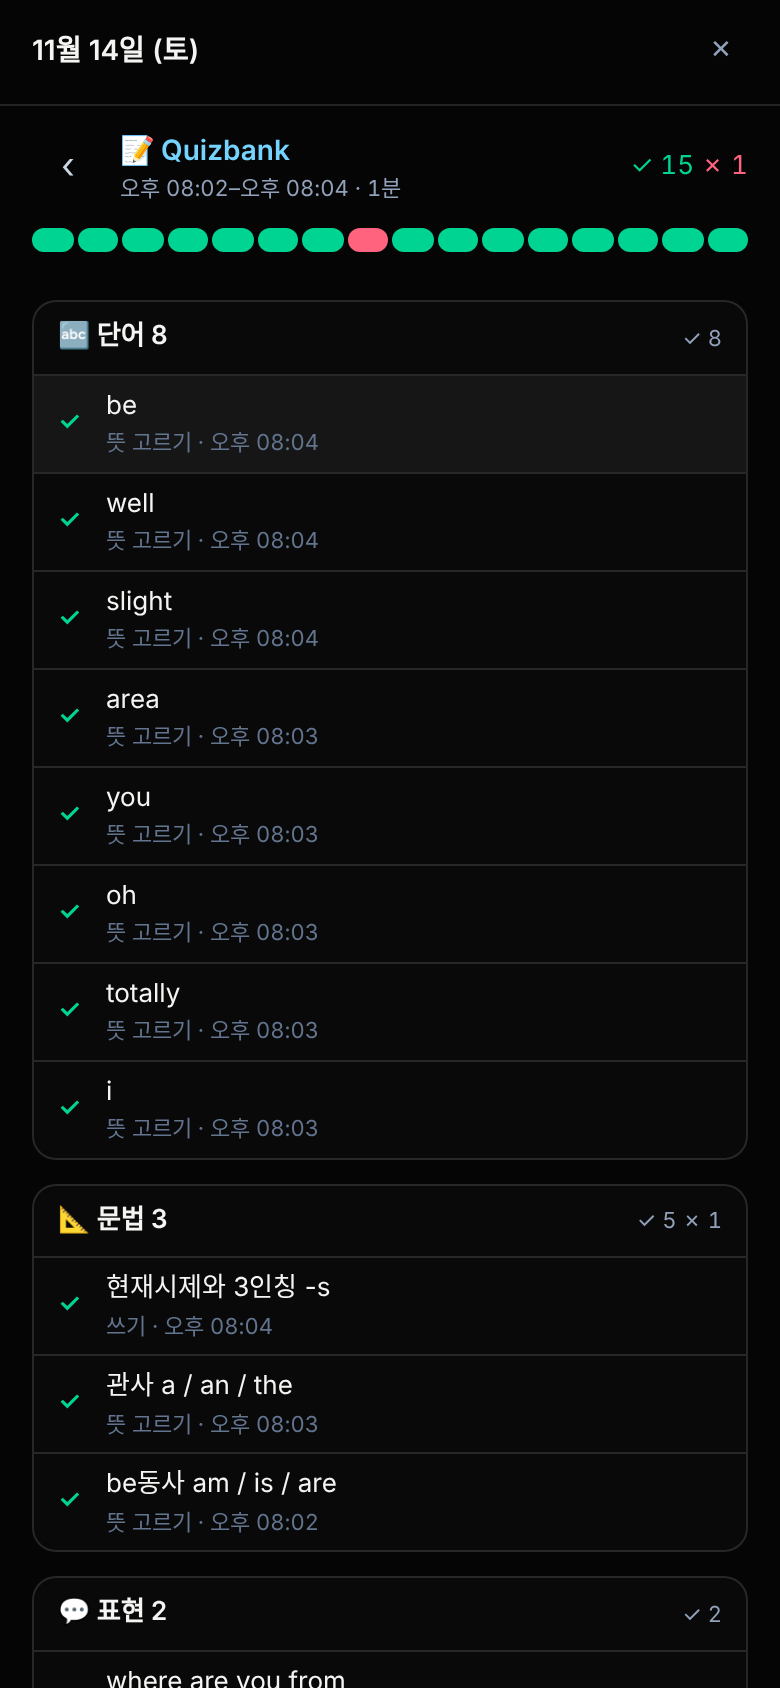 11월 14일 (토) ×
‹ 📝 Quizbank ✓ 15 × 1
오후 08:02–오후 08:04 · 1분
🔤 단어 8 ✓ 8
✓ be
뜻 고르기 · 오후 08:04
✓ well
뜻 고르기 · 오후 08:04
✓ slight
뜻 고르기 · 오후 08:04
✓ area
뜻 고르기 · 오후 08:03
✓ you
뜻 고르기 · 오후 08:03
✓ oh
뜻 고르기 · 오후 08:03
✓ totally
뜻 고르기 · 오후 08:03
✓ i
뜻 고르기 · 오후 08:03
📐 문법 3 ✓ 5 × 1
✓ 현재시제와 3인칭 -s
쓰기 · 오후 08:04
✓ 관사 a / an / the
뜻 고르기 · 오후 08:03
✓ be동사 am / is / are
뜻 고르기 · 오후 08:02
💬 표현 2 ✓ 2
where are you from